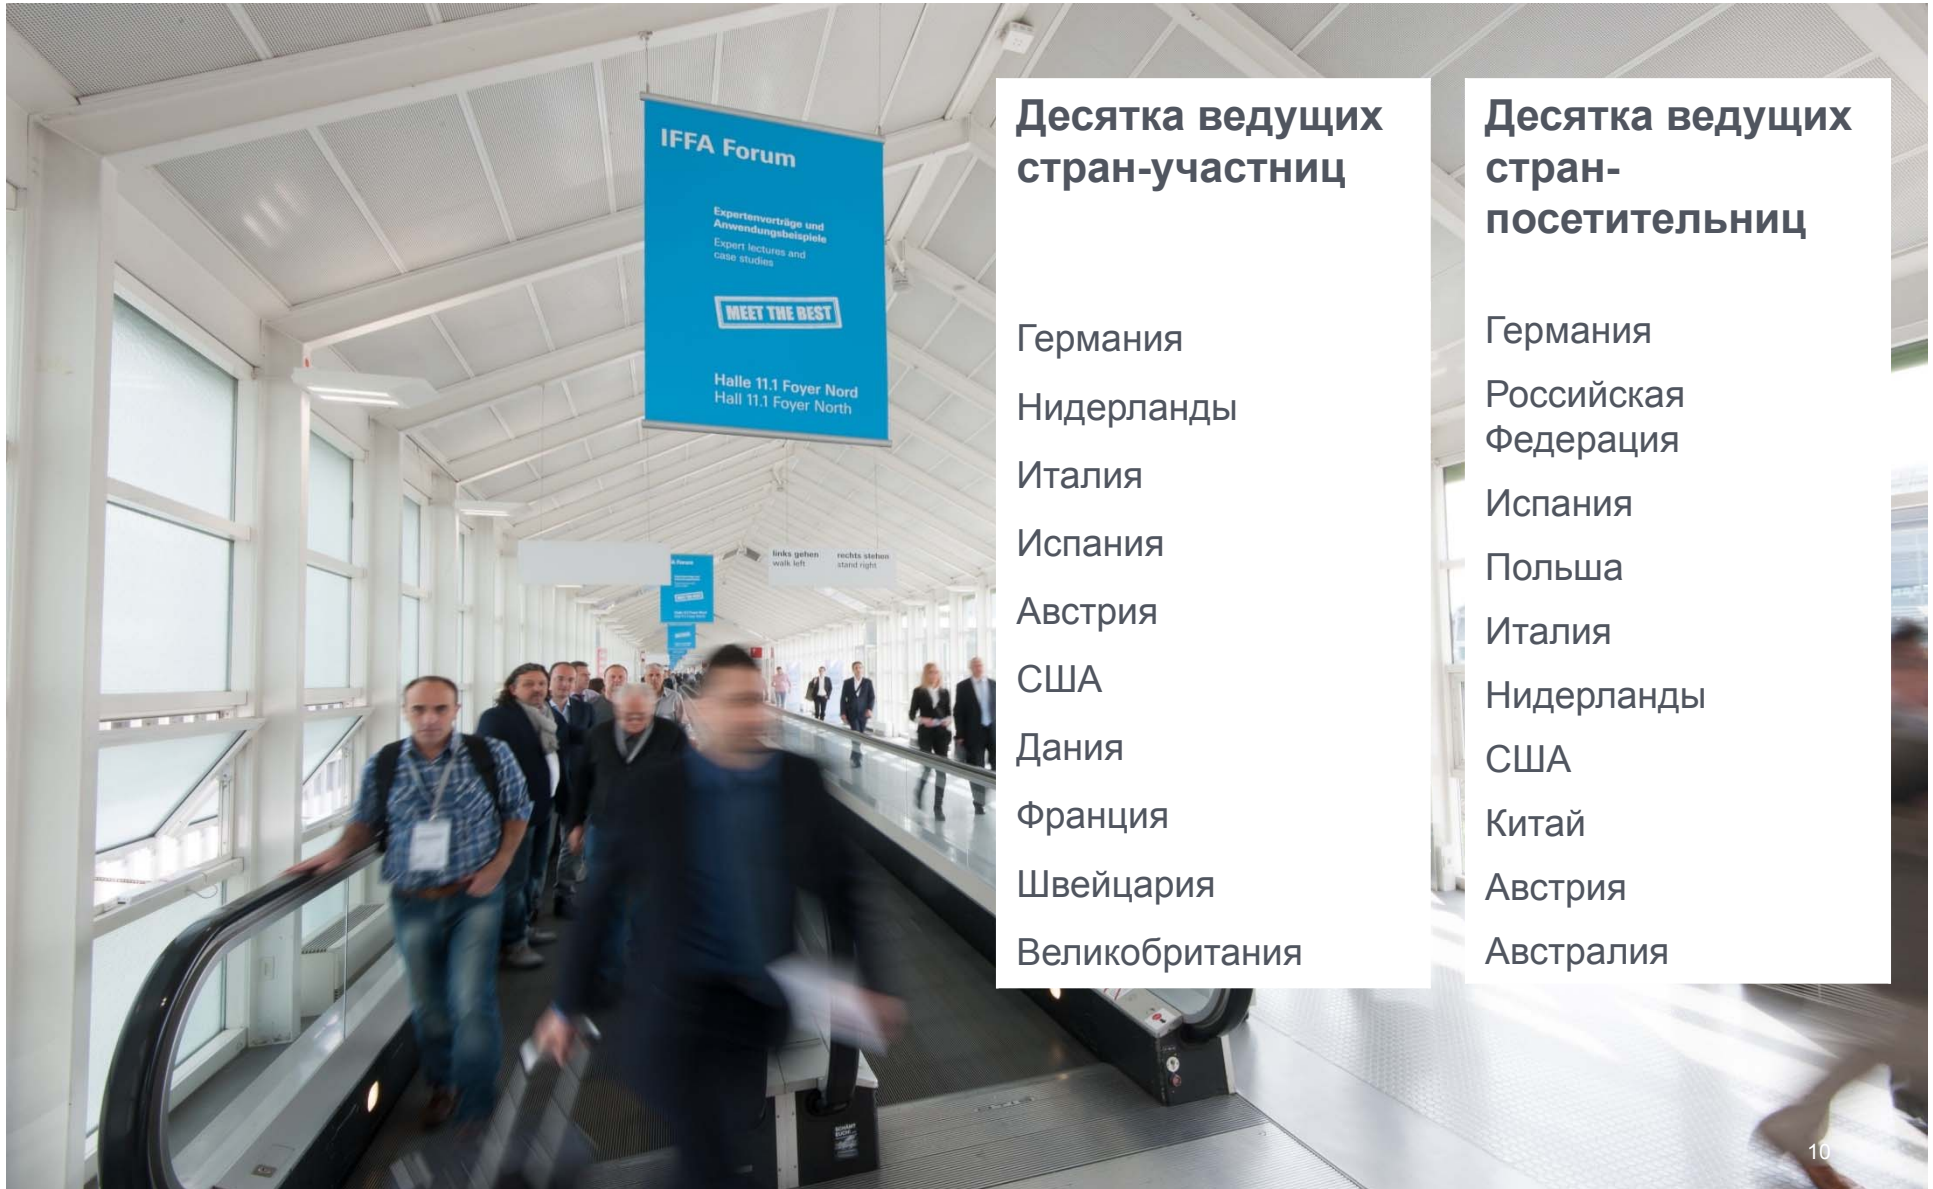 IFFA Forum
Expertenvorträge und
Anwendungsbeispiele
Expert lectures and
case studies
MEET THE BEST
Halle 11.1 Foyer Nord
Hall 11.1 Foyer North
links gehen
walk left
rechts stehen
stand right
Десятка ведущих
стран-участниц
Германия
Нидерланды
Италия
Испания
Австрия
США
Дания
Франция
Швейцария
Великобритания
Десятка ведущих
стран-
посетительниц
Германия
Российская
Федерация
Испания
Польша
Италия
Нидерланды
США
Китай
Австрия
Австралия
10